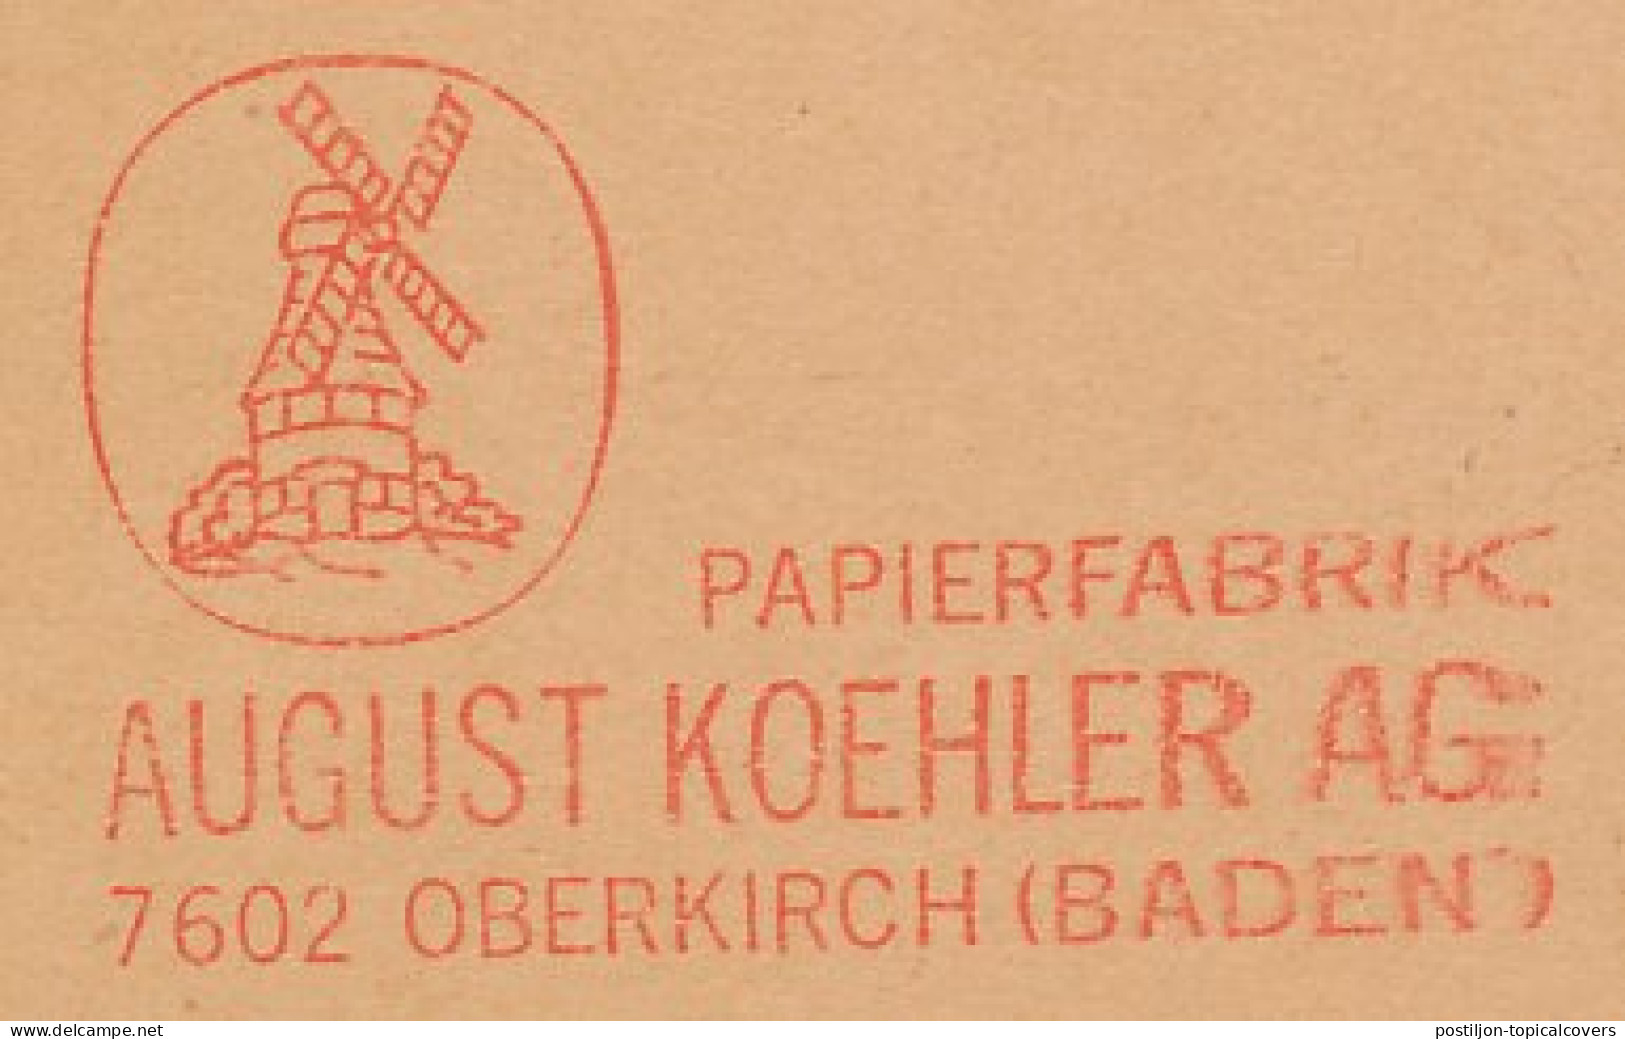 PAPIERFABRIK
AUGUST KOEHLER AG
7602 OBERKIRCH (BADEN)
www.delcampe.net
postiljon-topicalcovers